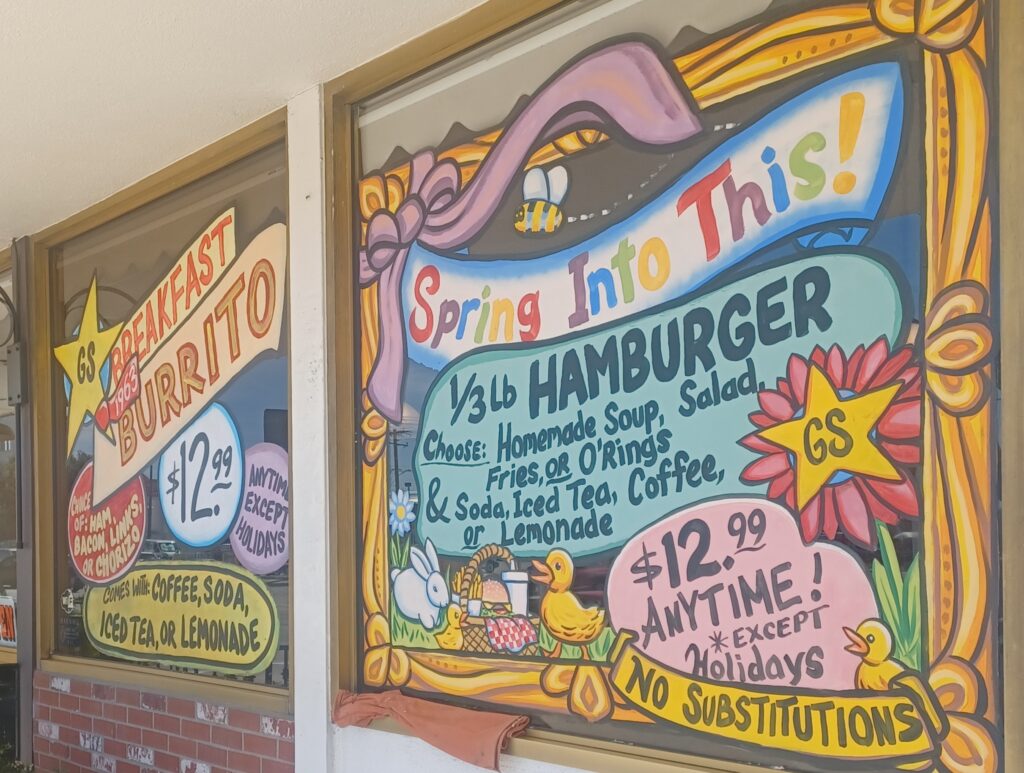 GS
BREAKFAST
1963
BURRITO
$12.99
ANYTIME
EXCEPT
HOLIDAYS
CHOICE
OF: HAM
BACON, LINKS,
OR CHORIZO
COMES WITH: COFFEE, SODA,
ICED TEA, OR LEMONADE
Spring Into This!
1/3 Lb HAMBURGER
CHOOSE: Homemade Soup, Salad,
Fries, OR O'Rings
& Soda, Iced Tea, Coffee,
or Lemonade
GS
$12.99
ANYTIME!
*EXCEPT
Holidays
NO SUBSTITUTIONS